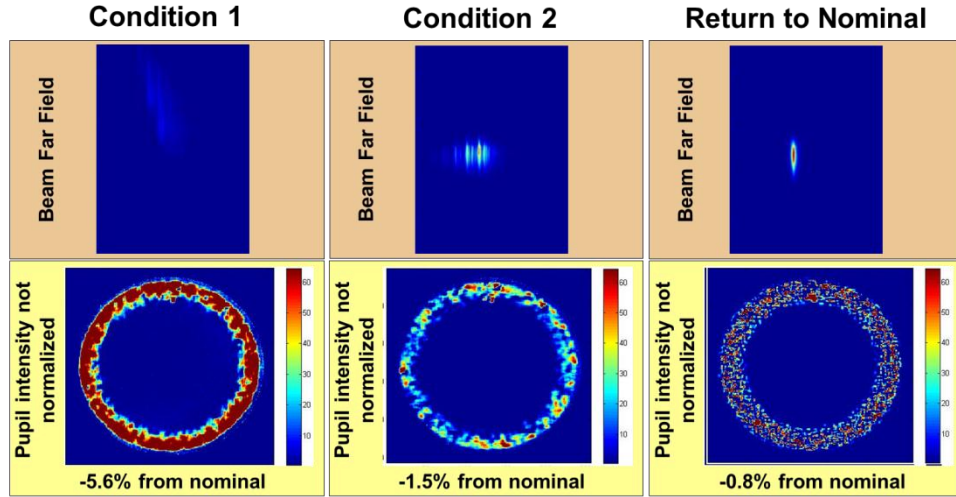 Condition 1
Condition 2
Return to Nominal
Beam Far Field
Beam Far Field
Beam Far Field
Pupil intensity not
normalized
60
50
40
30
20
10
Pupil intensity not
normalized
60
50
40
30
20
10
Pupil intensity not
normalized
60
50
40
30
20
10
-5.6% from nominal
-1.5% from nominal
-0.8% from nominal